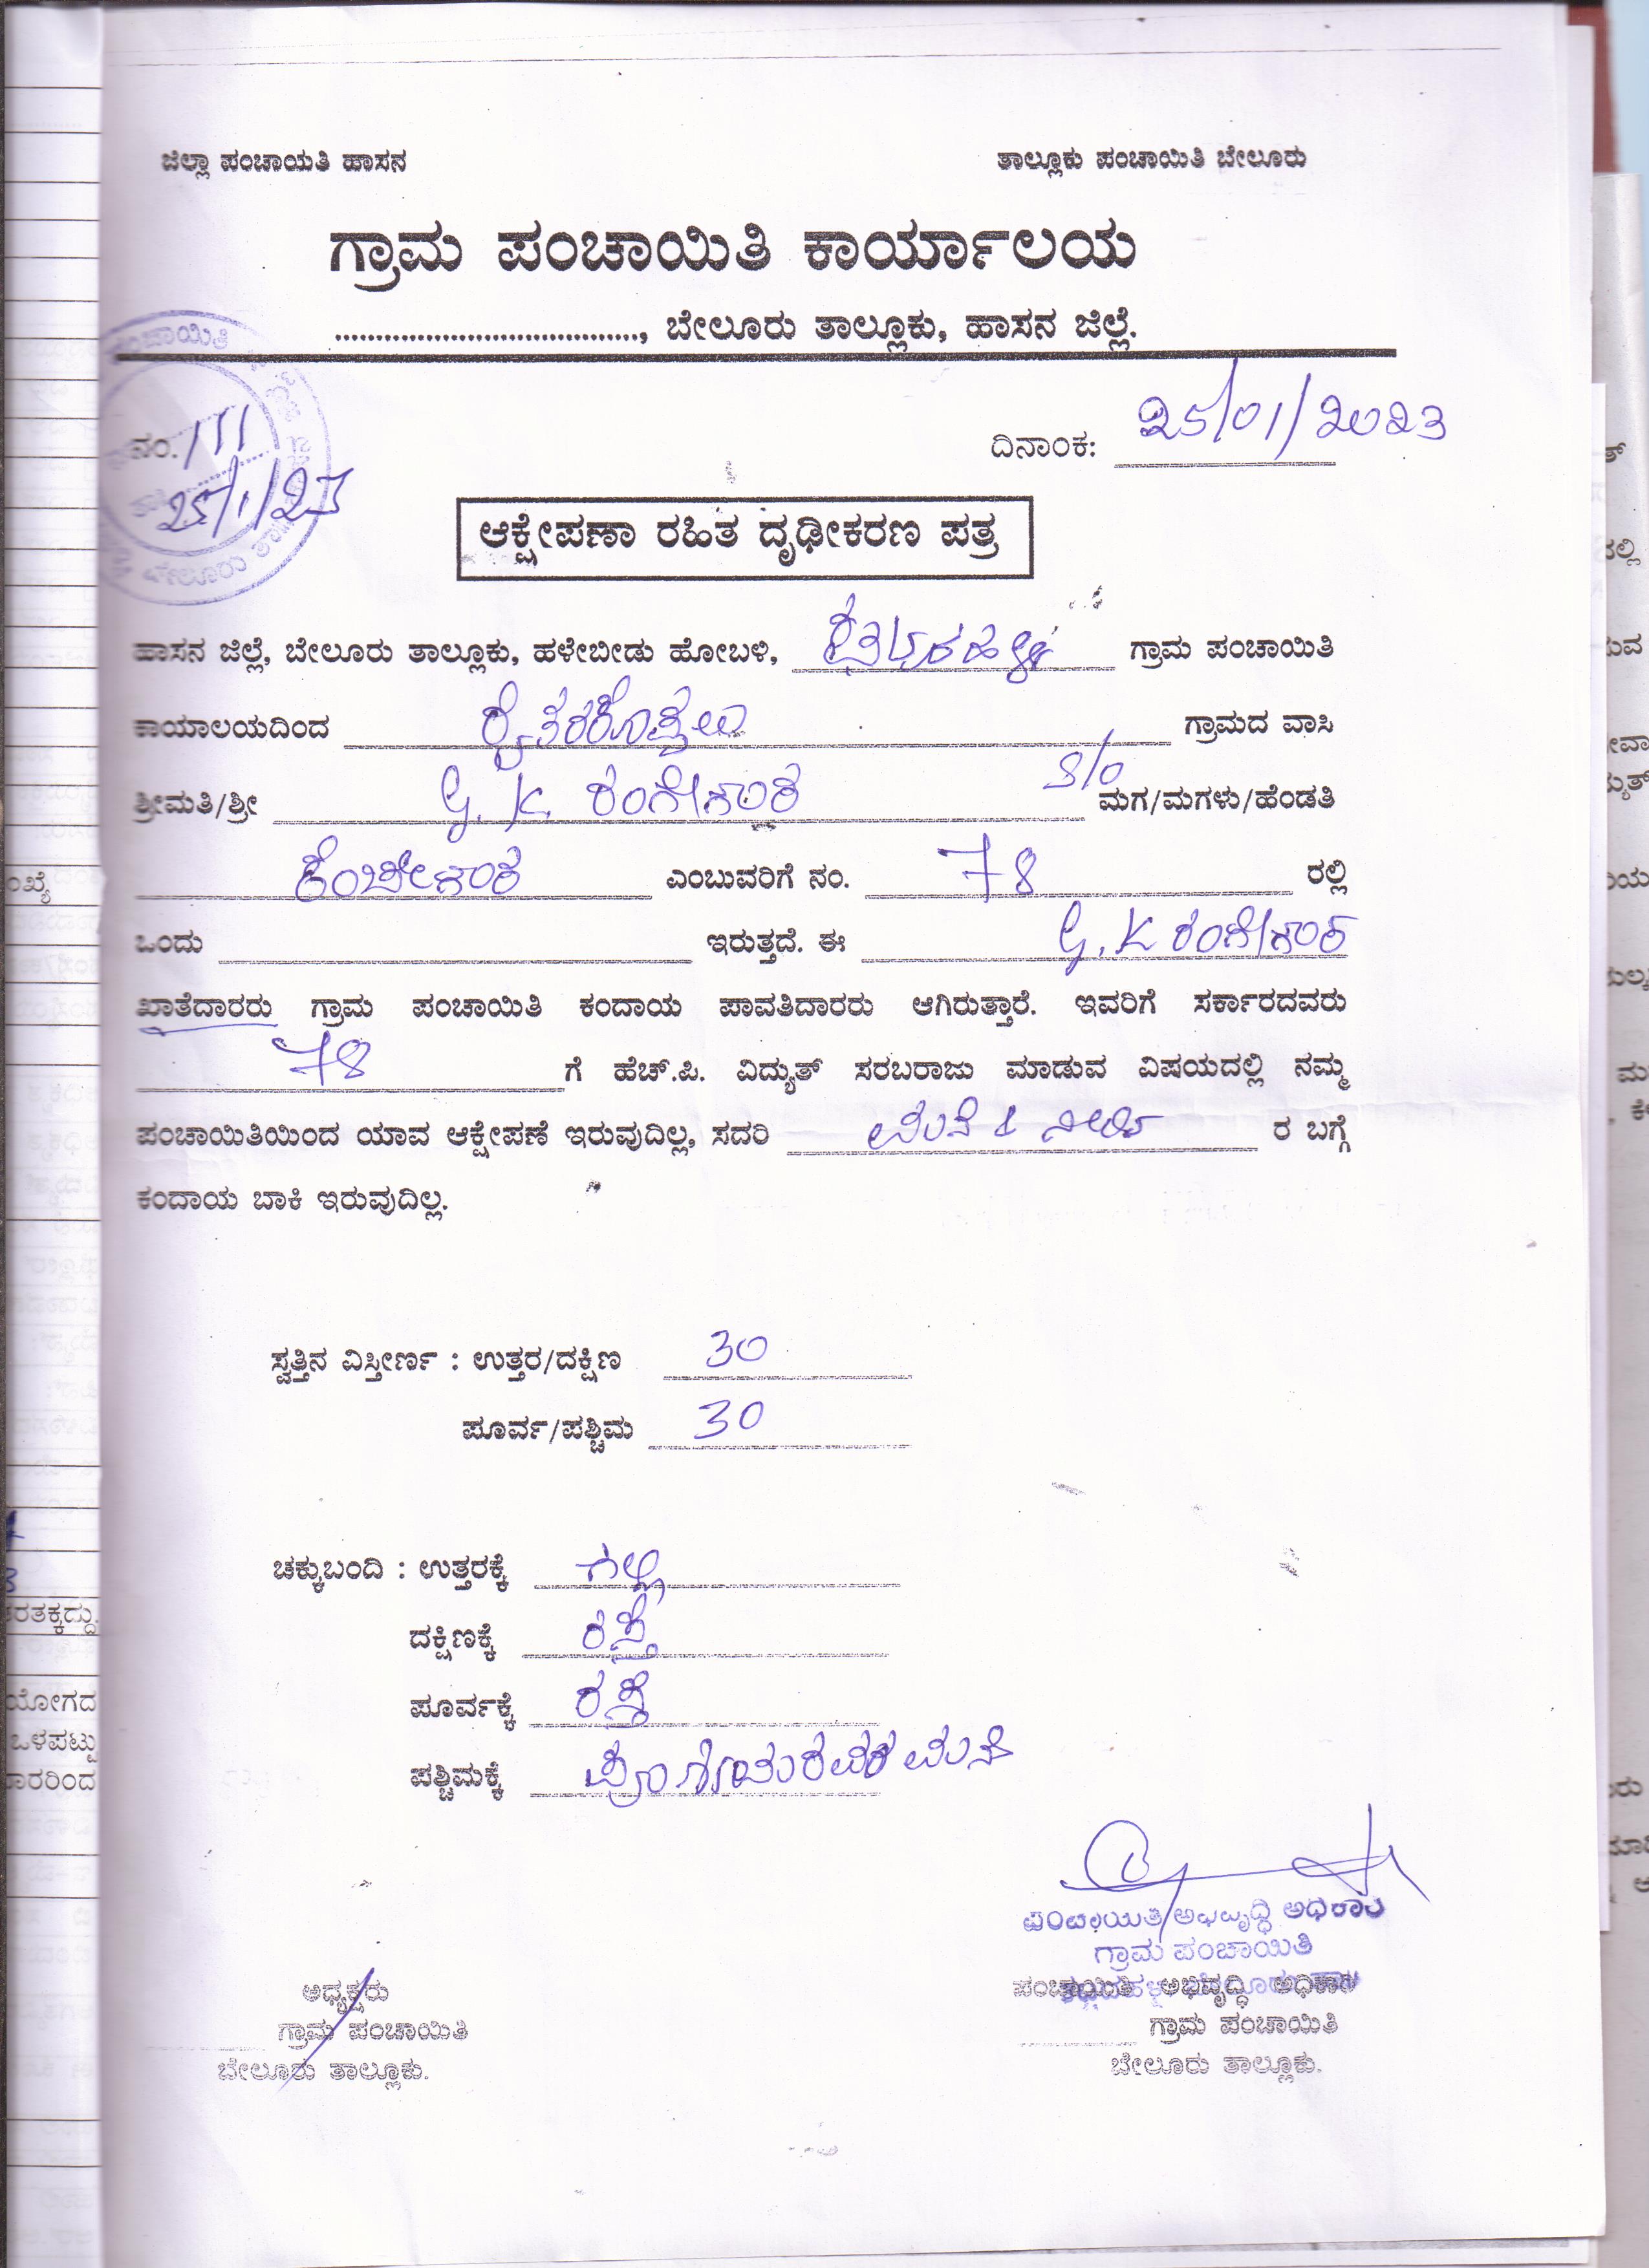 ಜಿಲ್ಲಾ ಪಂಚಾಯತಿ ಹಾಸನ ತಾಲ್ಲೂಕು ಪಂಚಾಯಿತಿ ಬೇಲೂರು
ಗ್ರಾಮ ಪಂಚಾಯಿತಿ ಕಾರ್ಯಾಲಯ
......................................, ಬೇಲೂರು ತಾಲ್ಲೂಕು, ಹಾಸನ ಜಿಲ್ಲೆ.
ನಂ. 111 ದಿನಾಂಕ: 25/01/2023
25/1/23
ಆಕ್ಷೇಪಣಾ ರಹಿತ ದೃಢೀಕರಣ ಪತ್ರ
ಹಾಸನ ಜಿಲ್ಲೆ, ಬೇಲೂರು ತಾಲ್ಲೂಕು, ಹಳೇಬೀಡು ಹೋಬಳಿ, ಗ್ರಾಮ ಪಂಚಾಯಿತಿ
ಕಾಯಾಲಯದಿಂದ ಗ್ರಾಮದ ವಾಸಿ
ಶ್ರೀಮತಿ/ಶ್ರೀ G. K. ರಂಗೇಗೌಡ S/o ಮಗ/ಮಗಳು/ಹೆಂಡತಿ
ಕೆಂಚೇಗೌಡ ಎಂಬುವರಿಗೆ ನಂ. 78 ರಲ್ಲಿ
ಒಂದು ಇರುತ್ತದೆ. ಈ G. K ರಂಗೇಗೌಡ
ಖಾತೆದಾರರು ಗ್ರಾಮ ಪಂಚಾಯಿತಿ ಕಂದಾಯ ಪಾವತಿದಾರರು ಆಗಿರುತ್ತಾರೆ. ಇವರಿಗೆ ಸರ್ಕಾರದವರು
78 ಗೆ ಹೆಚ್.ಪಿ. ವಿದ್ಯುತ್ ಸರಬರಾಜು ಮಾಡುವ ವಿಷಯದಲ್ಲಿ ನಮ್ಮ
ಪಂಚಾಯಿತಿಯಿಂದ ಯಾವ ಆಕ್ಷೇಪಣೆ ಇರುವುದಿಲ್ಲ, ಸದರಿ ಮನೆ & ನೀರು ರ ಬಗ್ಗೆ
ಕಂದಾಯ ಬಾಕಿ ಇರುವುದಿಲ್ಲ.
ಸ್ವತ್ತಿನ ವಿಸ್ತೀರ್ಣ : ಉತ್ತರ/ದಕ್ಷಿಣ 30
ಪೂರ್ವ/ಪಶ್ಚಿಮ 30
ಚಕ್ಕುಬಂದಿ : ಉತ್ತರಕ್ಕೆ ಗಲ್ಲಿ
ದಕ್ಷಿಣಕ್ಕೆ ರಸ್ತೆ
ಪೂರ್ವಕ್ಕೆ ರಸ್ತೆ
ಪಶ್ಚಿಮಕ್ಕೆ ಮನೆ
ಪಂಚಾಯಿತಿ ಅಭಿವೃದ್ಧಿ ಅಧಿಕಾರಿ
ಗ್ರಾಮ ಪಂಚಾಯಿತಿ
ಅಧ್ಯಕ್ಷರು ಪಂಚಾಯಿತಿ ಅಭಿವೃದ್ಧಿ ಅಧಿಕಾರಿ
ಗ್ರಾಮ ಪಂಚಾಯಿತಿ ಗ್ರಾಮ ಪಂಚಾಯಿತಿ
ಬೇಲೂರು ತಾಲ್ಲೂಕು. ಬೇಲೂರು ತಾಲ್ಲೂಕು.